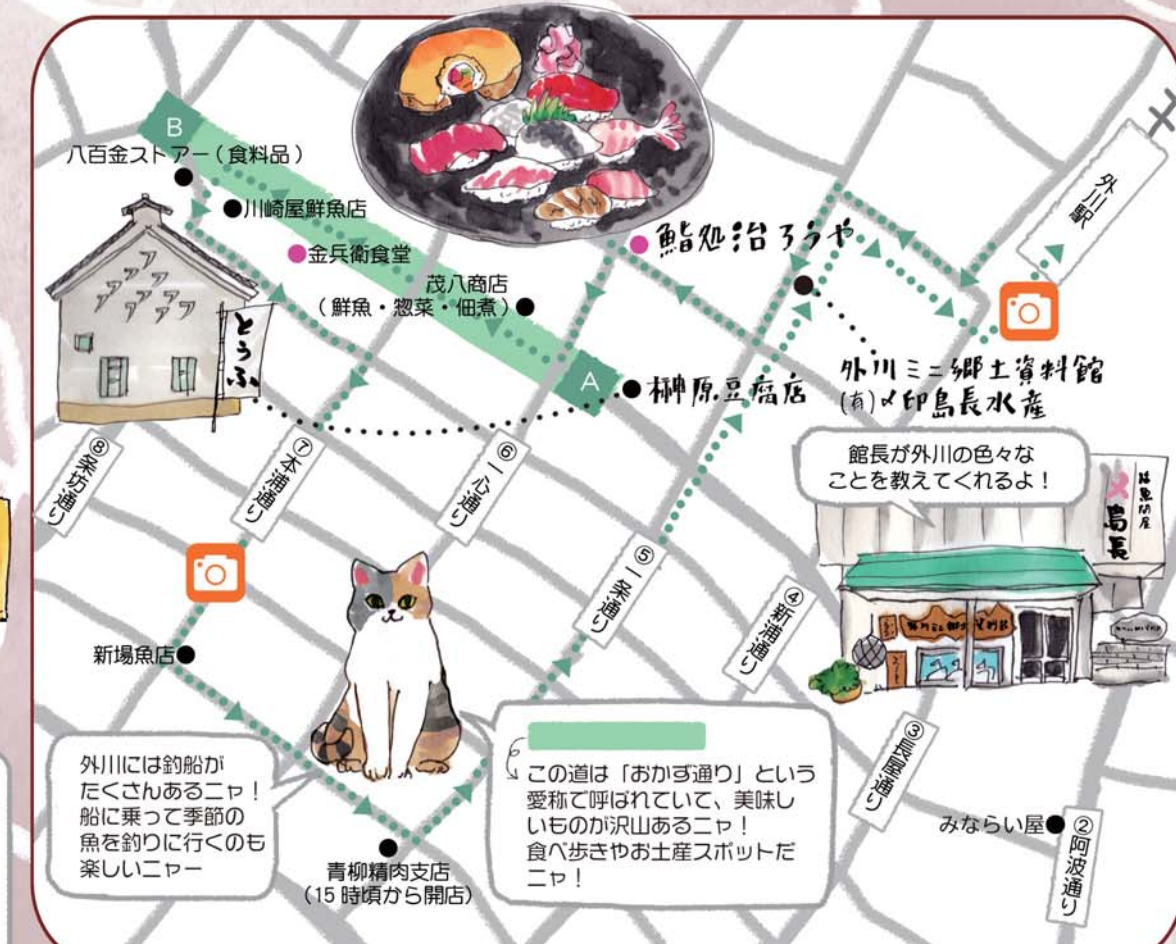 B
八百金ストアー（食料品）
川崎屋鮮魚店
金兵衛食堂
茂八商店
（鮮魚・惣菜・佃煮）
A
鮨処治ろうや
榊原豆腐店
外川駅
外川ミニ郷土資料館
(有)〆印島長水産
とうふ
館長が外川の色々な
ことを教えてくれるよ！
島長
⑧条坊通り
⑦本浦通り
⑥一心通り
⑤一条通り
④新浦通り
③長屋通り
②阿波通り
新場魚店
みならい屋
青柳精肉支店
（15時頃から開店）
外川には釣船が
たくさんあるニャ！
船に乗って季節の
魚を釣りに行くのも
楽しいニャー
この道は「おかず通り」という
愛称で呼ばれていて、美味し
いものが沢山あるニャ！
食べ歩きやお土産スポットだ
ニャ！